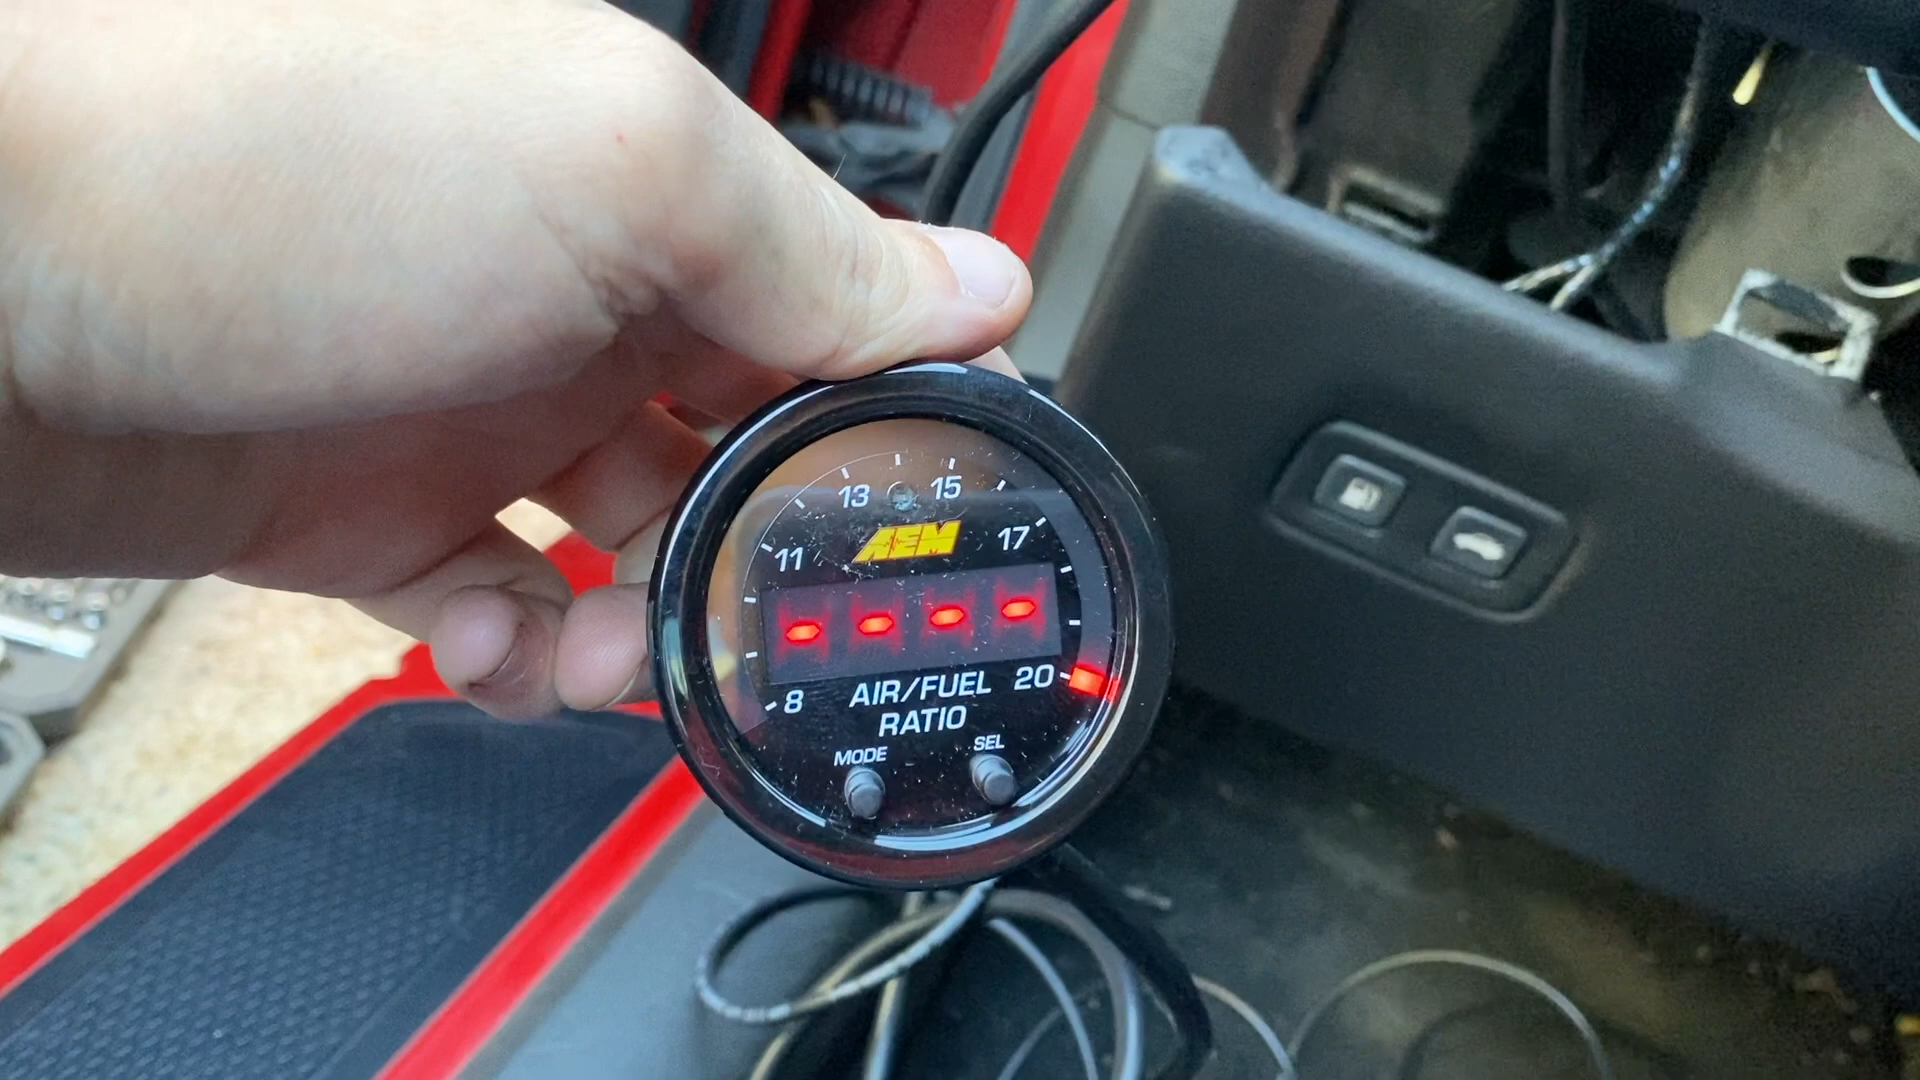 13 15
11 17
AEM
----
8 AIR/FUEL 20
RATIO
MODE SEL